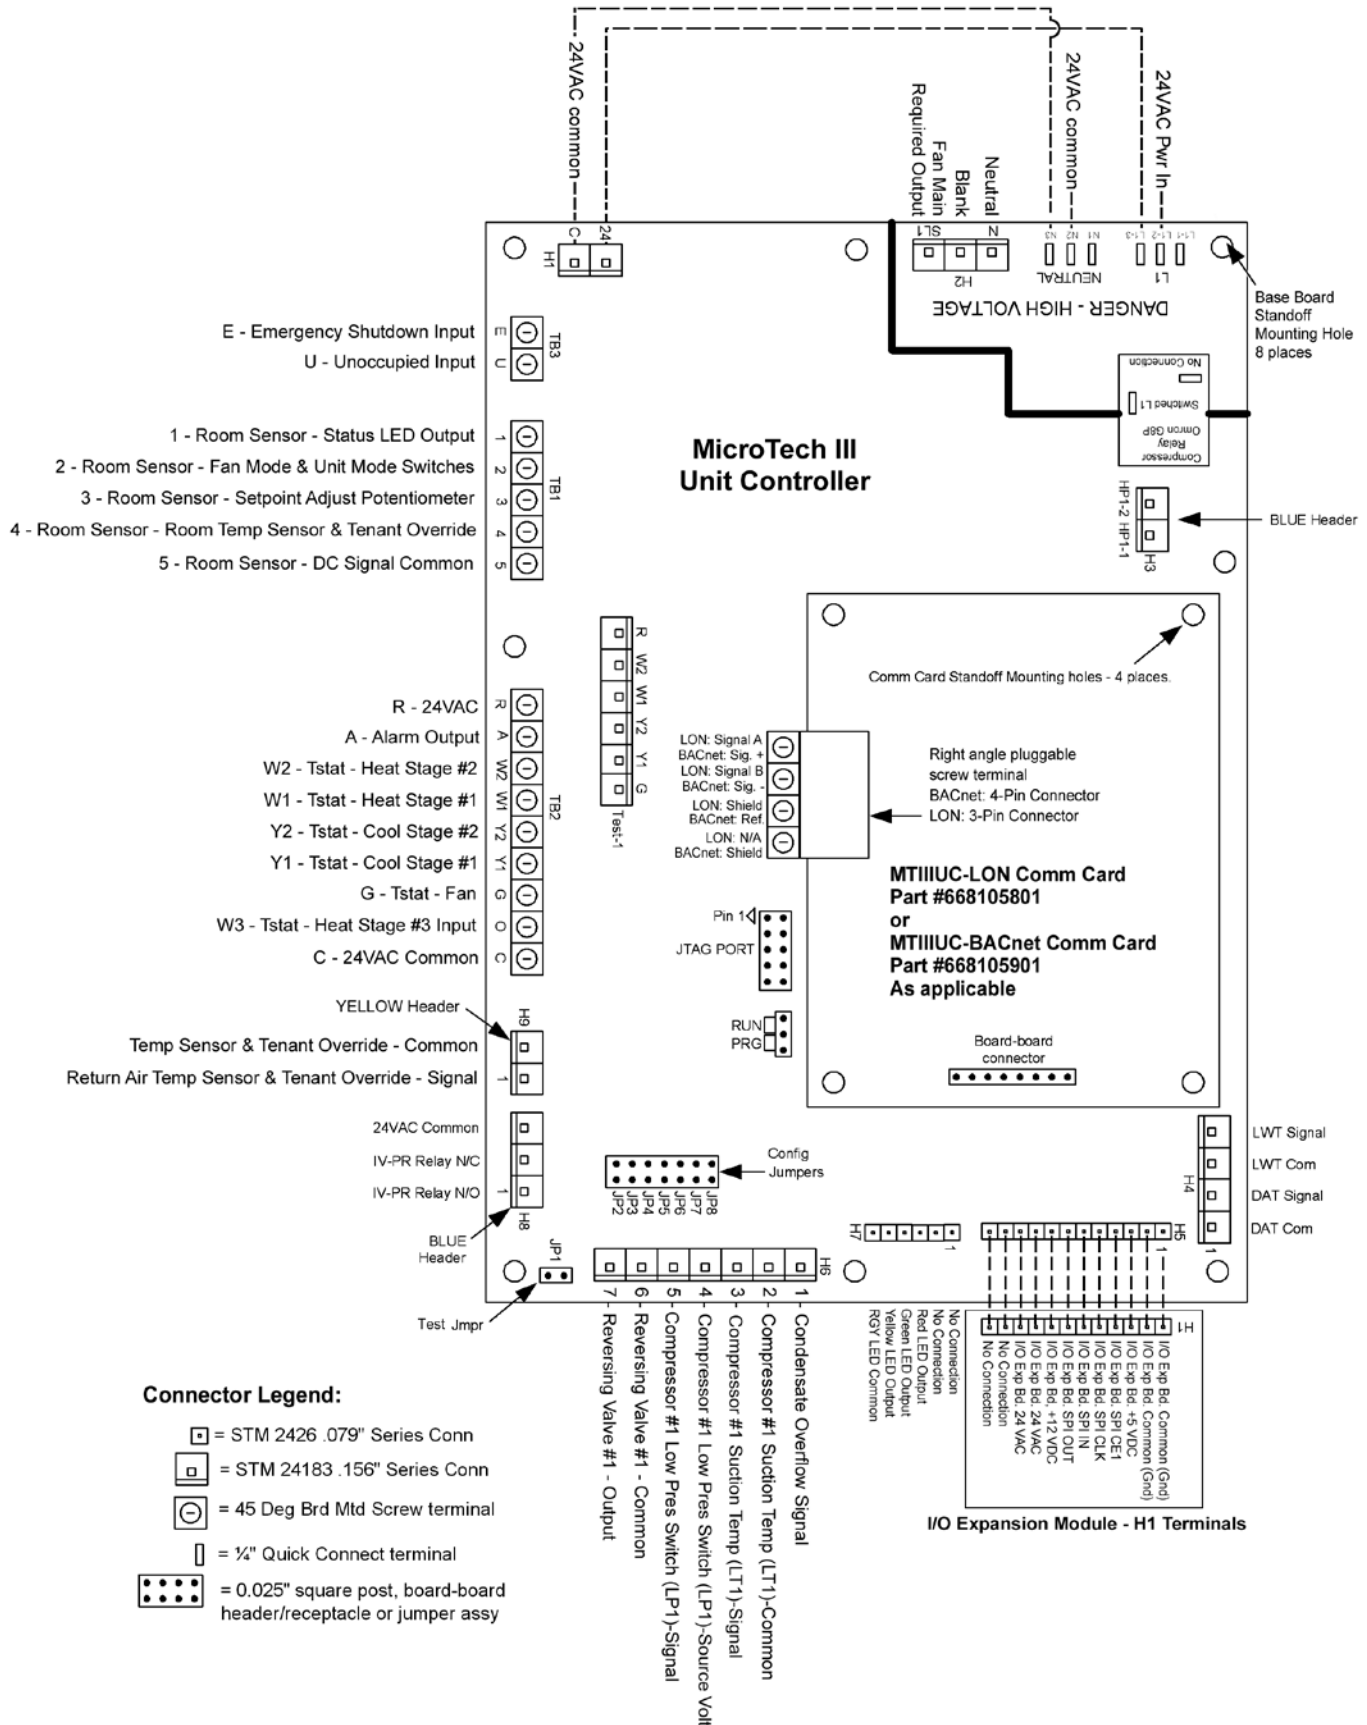 24VAC common
24VAC common
24VAC Pwr In
Required Output
Fan Main
Blank
Neutral
C
24
H1
SL1
N
H2
N3
N2
N1
NEUTRAL
L1-3
L1-2
L1-1
L1
DANGER - HIGH VOLTAGE
Base Board
Standoff
Mounting Hole
8 places
E - Emergency Shutdown Input
U - Unoccupied Input
E
U
TB3
No Connection
Switched L1
Compressor
Relay
Omron G8P
1 - Room Sensor - Status LED Output
2 - Room Sensor - Fan Mode & Unit Mode Switches
3 - Room Sensor - Setpoint Adjust Potentiometer
4 - Room Sensor - Room Temp Sensor & Tenant Override
5 - Room Sensor - DC Signal Common
1
2
3
4
5
TB1
MicroTech III
Unit Controller
HP1-2
HP1-1
H3
BLUE Header
R
W2
W1
Y2
Y1
G
Test-1
Comm Card Standoff Mounting holes - 4 places.
R - 24VAC
A - Alarm Output
W2 - Tstat - Heat Stage #2
W1 - Tstat - Heat Stage #1
Y2 - Tstat - Cool Stage #2
Y1 - Tstat - Cool Stage #1
G - Tstat - Fan
W3 - Tstat - Heat Stage #3 Input
C - 24VAC Common
R
A
W2
W1
Y2
Y1
G
O
C
TB2
LON: Signal A
BACnet: Sig. +
LON: Signal B
BACnet: Sig. -
LON: Shield
BACnet: Ref.
LON: N/A
BACnet: Shield
Right angle pluggable
screw terminal
BACnet: 4-Pin Connector
LON: 3-Pin Connector
MTIIIUC-LON Comm Card
Part #668105801
or
MTIIIUC-BACnet Comm Card
Part #668105901
As applicable
Pin 1
JTAG PORT
RUN
PRG
Board-board
connector
YELLOW Header
H9
Temp Sensor & Tenant Override - Common
Return Air Temp Sensor & Tenant Override - Signal
1
24VAC Common
IV-PR Relay N/C
IV-PR Relay N/O
1
H8
BLUE
Header
Config
Jumpers
JP2
JP3
JP4
JP5
JP6
JP7
JP8
LWT Signal
LWT Com
DAT Signal
DAT Com
H4
1
JP1
Test Jmpr
H6
7 - Reversing Valve #1 - Output
6 - Reversing Valve #1 - Common
5 - Compressor #1 Low Pres Switch (LP1)-Signal
4 - Compressor #1 Low Pres Switch (LP1)-Source Volt
3 - Compressor #1 Suction Temp (LT1)-Signal
2 - Compressor #1 Suction Temp (LT1)-Common
1 - Condensate Overflow Signal
H7
1
RGY LED Common
Yellow LED Output
Green LED Output
Red LED Output
No Connection
No Connection
H5
1
H1
No Connection
No Connection
I/O Exp Bd. 24 VAC
I/O Exp Bd. 24 VAC
I/O Exp Bd, +12 VDC
I/O Exp Bd. SPI OUT
I/O Exp Bd. SPI IN
I/O Exp Bd. SPI CLK
I/O Exp Bd. SPI CE1
I/O Exp Bd. +5 VDC
I/O Exp Bd. Common (Gnd)
I/O Exp Bd. Common (Gnd)
I/O Expansion Module - H1 Terminals
Connector Legend:
= STM 2426 .079" Series Conn
= STM 24183 .156" Series Conn
= 45 Deg Brd Mtd Screw terminal
= ¼" Quick Connect terminal
= 0.025" square post, board-board
header/receptacle or jumper assy